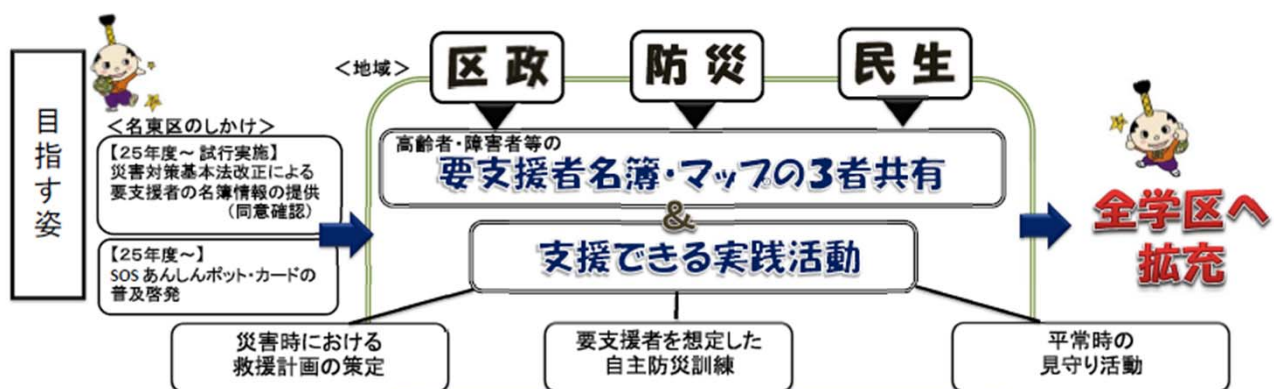 目指す姿
＜名東区のしかけ＞
【25年度～ 試行実施】
災害対策基本法改正による
要支援者の名簿情報の提供
（同意確認）
【25年度～】
SOS あんしんポット・カードの
普及啓発
＜地域＞
区政
防災
民生
高齢者・障害者等の
要支援者名簿・マップの3者共有
&
支援できる実践活動
災害時における
救援計画の策定
要支援者を想定した
自主防災訓練
平常時の
見守り活動
全学区へ
拡充